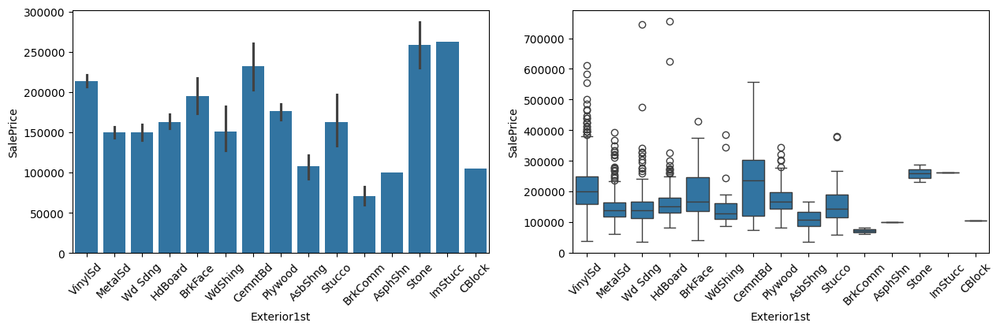 300000
250000
200000
150000
100000
50000
0
SalePrice
VinylSd
MetalSd
Wd Sdng
HdBoard
BrkFace
WdShing
CemntBd
Plywood
AsbShng
Stucco
BrkComm
AsphShn
Stone
ImStucc
CBlock
Exterior1st
700000
600000
500000
400000
300000
200000
100000
0
SalePrice
VinylSd
MetalSd
Wd Sdng
HdBoard
BrkFace
WdShing
CemntBd
Plywood
AsbShng
Stucco
BrkComm
AsphShn
Stone
ImStucc
CBlock
Exterior1st